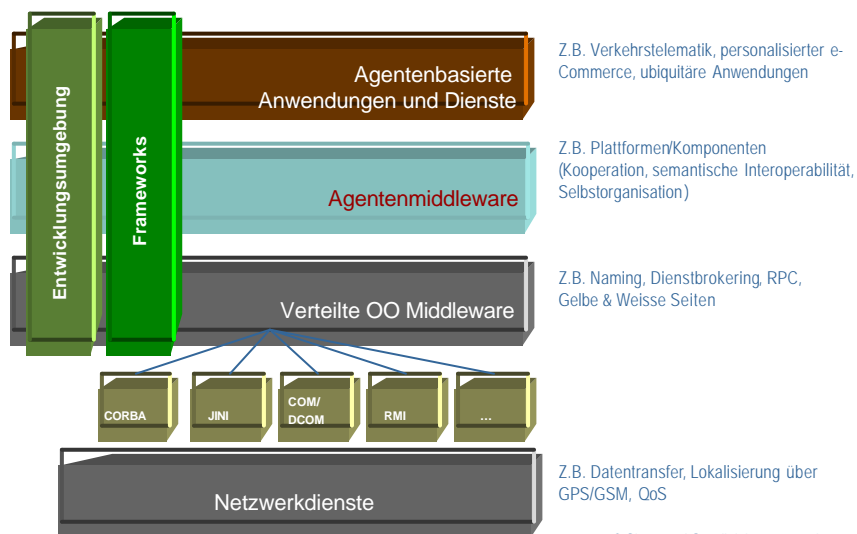 Entwicklungsumgebung
Frameworks
Agentenbasierte
Anwendungen und Dienste
Z.B. Verkehrstelematik, personalisierter e-
Commerce, ubiquitäre Anwendungen
Agentenmiddleware
Z.B. Plattformen/Komponenten
(Kooperation, semantische Interoperabilität,
Selbstorganisation)
Verteilte OO Middleware
Z.B. Naming, Dienstbrokering, RPC,
Gelbe & Weisse Seiten
CORBA
JINI
COM/
DCOM
RMI
...
Netzwerkdienste
Z.B. Datentransfer, Lokalisierung über
GPS/GSM, QoS